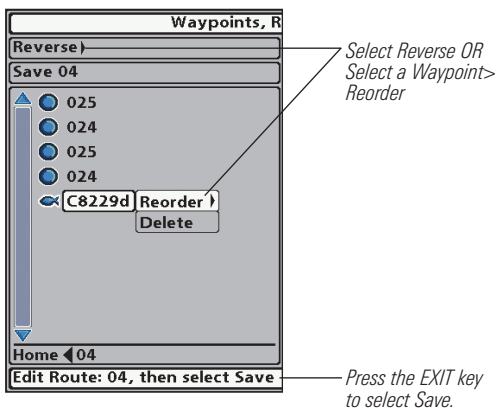 Waypoints, R
Reverse
Select Reverse OR
Select a Waypoint>
Reorder
Save 04
025
024
025
024
C8229d Reorder
Delete
Home 04
Edit Route: 04, then select Save
Press the EXIT key
to select Save.